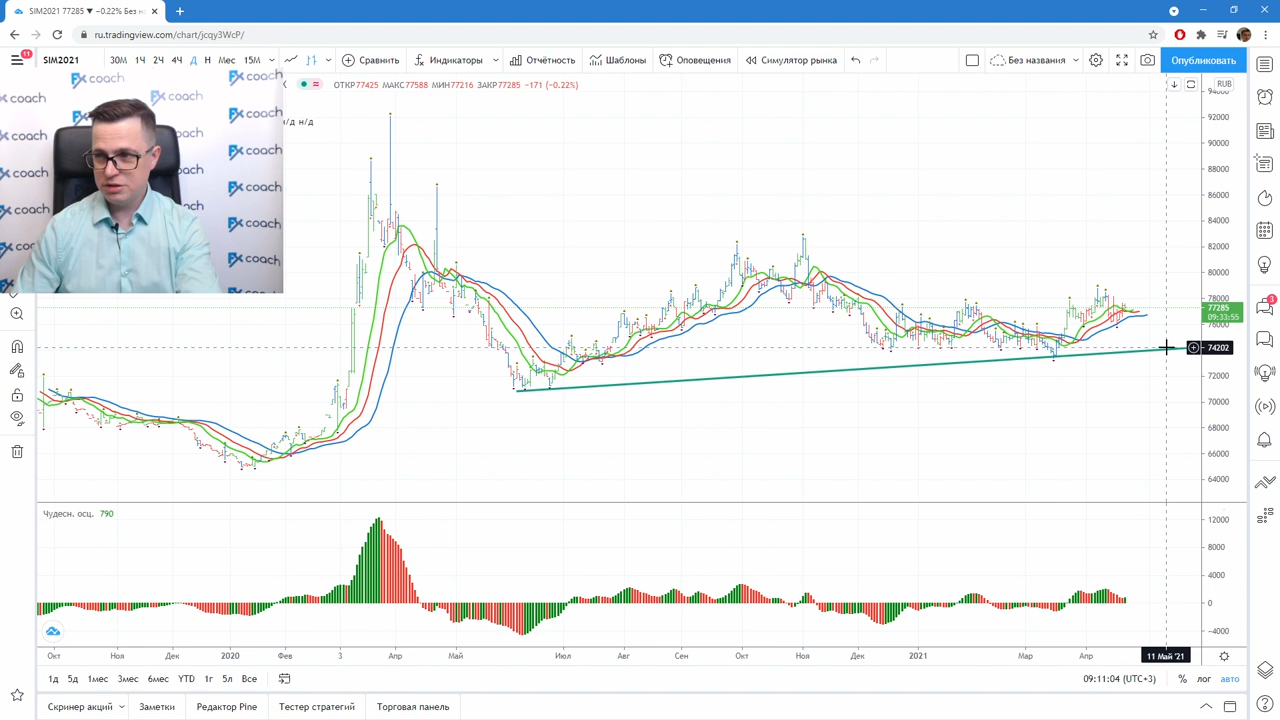 SIM2021 77285 ▼ −0.22% Без на
ru.tradingview.com/chart/jcqy3WcP/
11
SIM2021
30М 1Ч 2Ч 4Ч Д Н Мес 15М
Сравнить
Индикаторы
Отчётность
Шаблоны
Оповещения
Симулятор рынка
Без названия
Опубликовать
ОТКР77425 МАКС77588 МИН77216 ЗАКР77285 −171 (−0.22%)
н/д н/д
RUB
94000
92000
90000
88000
86000
84000
82000
80000
78000
77285
09:33:55
76000
74202
72000
70000
68000
66000
64000
3
Fx coach
Чудесн. осц. 790
12000
8000
4000
0
−4000
Окт Ноя Дек 2020 Фев 3 Апр Май Июл Авг Сен Окт Ноя Дек 2021 Мар Апр 11 Май '21
1д 5д 1мес 3мес 6мес YTD 1г 5л Все
09:11:04 (UTC+3)
% лог авто
Скринер акций Заметки Редактор Pine Тестер стратегий Торговая панель